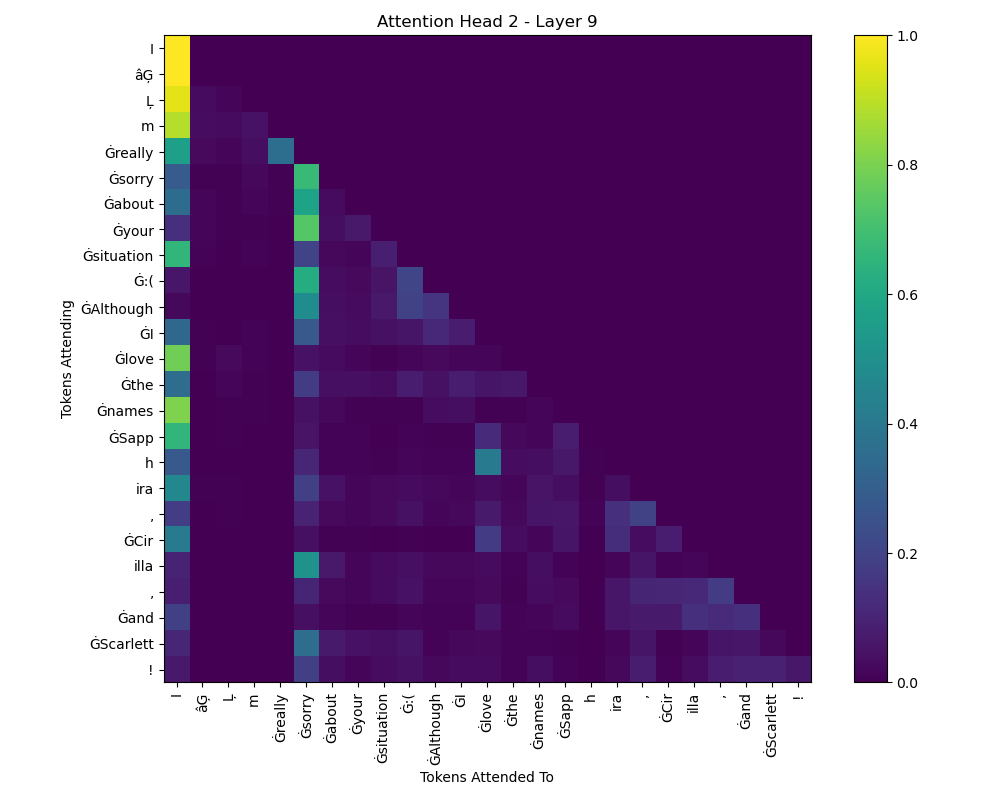 Attention Head 2 - Layer 9
Tokens Attending
I
âĢ
Ļ
m
Ġreally
Ġsorry
Ġabout
Ġyour
Ġsituation
Ġ:(
ĠAlthough
ĠI
Ġlove
Ġthe
Ġnames
ĠSapp
h
ira
,
ĠCir
illa
,
Ġand
ĠScarlett
!
I
âĢ
Ļ
m
Ġreally
Ġsorry
Ġabout
Ġyour
Ġsituation
Ġ:(
ĠAlthough
ĠI
Ġlove
Ġthe
Ġnames
ĠSapp
h
ira
,
ĠCir
illa
,
Ġand
ĠScarlett
!
Tokens Attended To
1.0
0.8
0.6
0.4
0.2
0.0